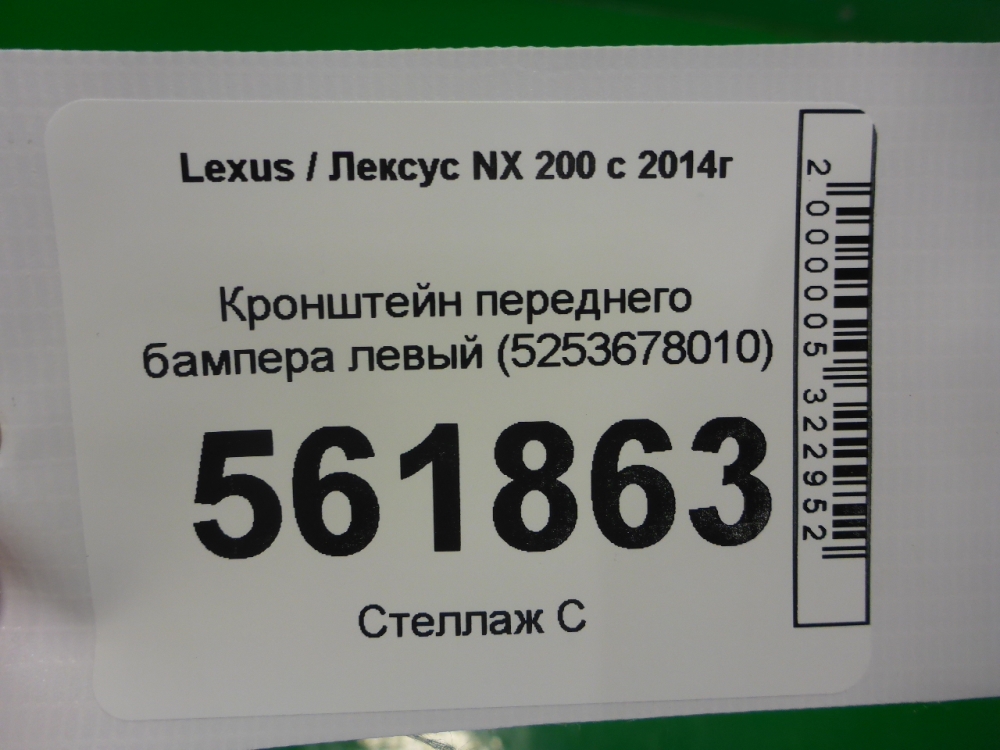 Lexus / Лексус NX 200 с 2014г
Кронштейн переднего
бампера левый (5253678010)
561863
Стеллаж С
2000005322952